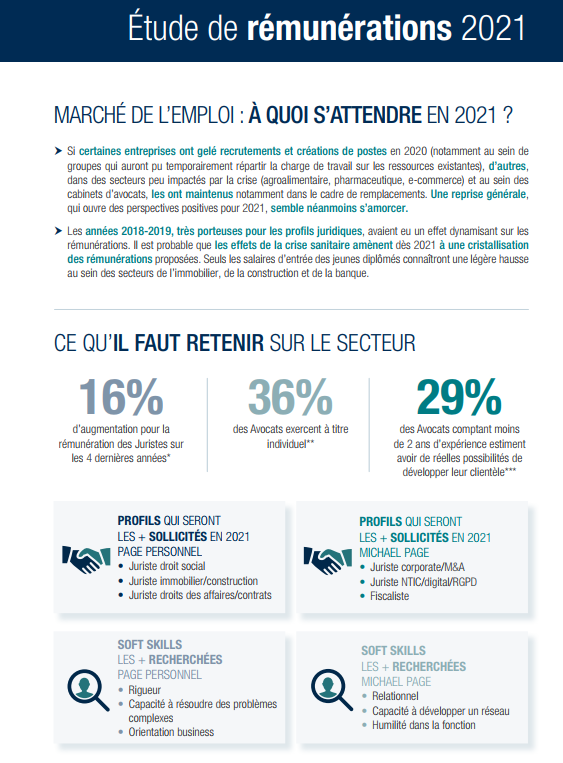 Étude de rémunérations 2021
MARCHÉ DE L'EMPLOI : À QUOI S'ATTENDRE EN 2021 ?
Si certaines entreprises ont gelé recrutements et créations de postes en 2020 (notamment au sein de
groupes qui auront pu temporairement répartir la charge de travail sur les ressources existantes), d'autres,
dans des secteurs peu impactés par la crise (agroalimentaire, pharmaceutique, e-commerce) et au sein des
cabinets d'avocats, les ont maintenus notamment dans le cadre de remplacements. Une reprise générale,
qui ouvre des perspectives positives pour 2021, semble néanmoins s'amorcer.
Les années 2018-2019, très porteuses pour les profils juridiques, avaient eu un effet dynamisant sur les
rémunérations. Il est probable que les effets de la crise sanitaire amènent dès 2021 à une cristallisation
des rémunérations proposées. Seuls les salaires d'entrée des jeunes diplômés connaîtront une légère hausse
au sein des secteurs de l'immobilier, de la construction et de la banque.
CE QU'IL FAUT RETENIR SUR LE SECTEUR
16%
d'augmentation pour la
rémunération des Juristes sur
les 4 dernières années*
36%
des Avocats exercent à titre
individuel**
29%
des Avocats comptant moins
de 2 ans d'expérience estiment
avoir de réelles possibilités de
développer leur clientèle***
PROFILS QUI SERONT
LES + SOLLICITÉS EN 2021
PAGE PERSONNEL
• Juriste droit social
• Juriste immobilier/construction
• Juriste droits des affaires/contrats
PROFILS QUI SERONT
LES + SOLLICITÉS EN 2021
MICHAEL PAGE
• Juriste corporate/M&A
• Juriste NTIC/digital/RGPD
• Fiscaliste
SOFT SKILLS
LES + RECHERCHÉES
PAGE PERSONNEL
• Rigueur
• Capacité à résoudre des problèmes
complexes
• Orientation business
SOFT SKILLS
LES + RECHERCHÉES
MICHAEL PAGE
• Relationnel
• Capacité à développer un réseau
• Humilité dans la fonction